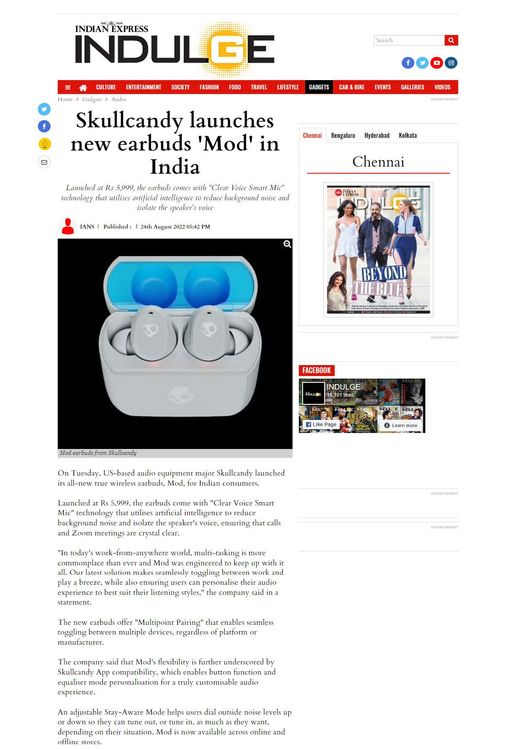 THE NEW
INDIAN EXPRESS
INDULGE
Search
CULTURE ENTERTAINMENT SOCIETY FASHION FOOD TRAVEL LIFESTYLE GADGETS CAR & BIKE EVENTS GALLERIES VIDEOS
Home > Gadgets > Audio
ADVERTISEMENT
Skullcandy launches
new earbuds 'Mod' in
India
Launched at Rs 5,999, the earbuds comes with "Clear Voice Smart Mic"
technology that utilises artificial intelligence to reduce background noise and
isolate the speaker's voice
IANS | Published : | 24th August 2022 05:42 PM
Mod earbuds from Skullcandy
On Tuesday, US-based audio equipment major Skullcandy launched
its all-new true wireless earbuds, Mod, for Indian consumers.
Launched at Rs 5,999, the earbuds come with "Clear Voice Smart
Mic" technology that utilises artificial intelligence to reduce
background noise and isolate the speaker's voice, ensuring that calls
and Zoom meetings are crystal clear.
"In today's work-from-anywhere world, multi-tasking is more
commonplace than ever and Mod was engineered to keep up with it
all. Our latest solution makes seamlessly toggling between work and
play a breeze, while also ensuring users can personalise their audio
experience to best suit their listening styles," the company said in a
statement.
The new earbuds offer "Multipoint Pairing" that enables seamless
toggling between multiple devices, regardless of platform or
manufacturer.
The company said that Mod's flexibility is further underscored by
Skullcandy App compatibility, which enables button function and
equaliser mode personalisation for a truly customisable audio
experience.
An adjustable Stay-Aware Mode helps users dial outside noise levels up
or down so they can tune out, or tune in, as much as they want,
depending on their situation. Mod is now available across online and
offline stores.
Chennai Bengaluru Hyderabad Kolkata
Chennai
INDIAN EXPRESS
INDULGE
BEYOND
THE BLUE
ADVERTISEMENT
FACEBOOK
INDULGE
INDULGE
16,101 likes
Like Page
Learn more
ADVERTISEMENT
ADVERTISEMENT